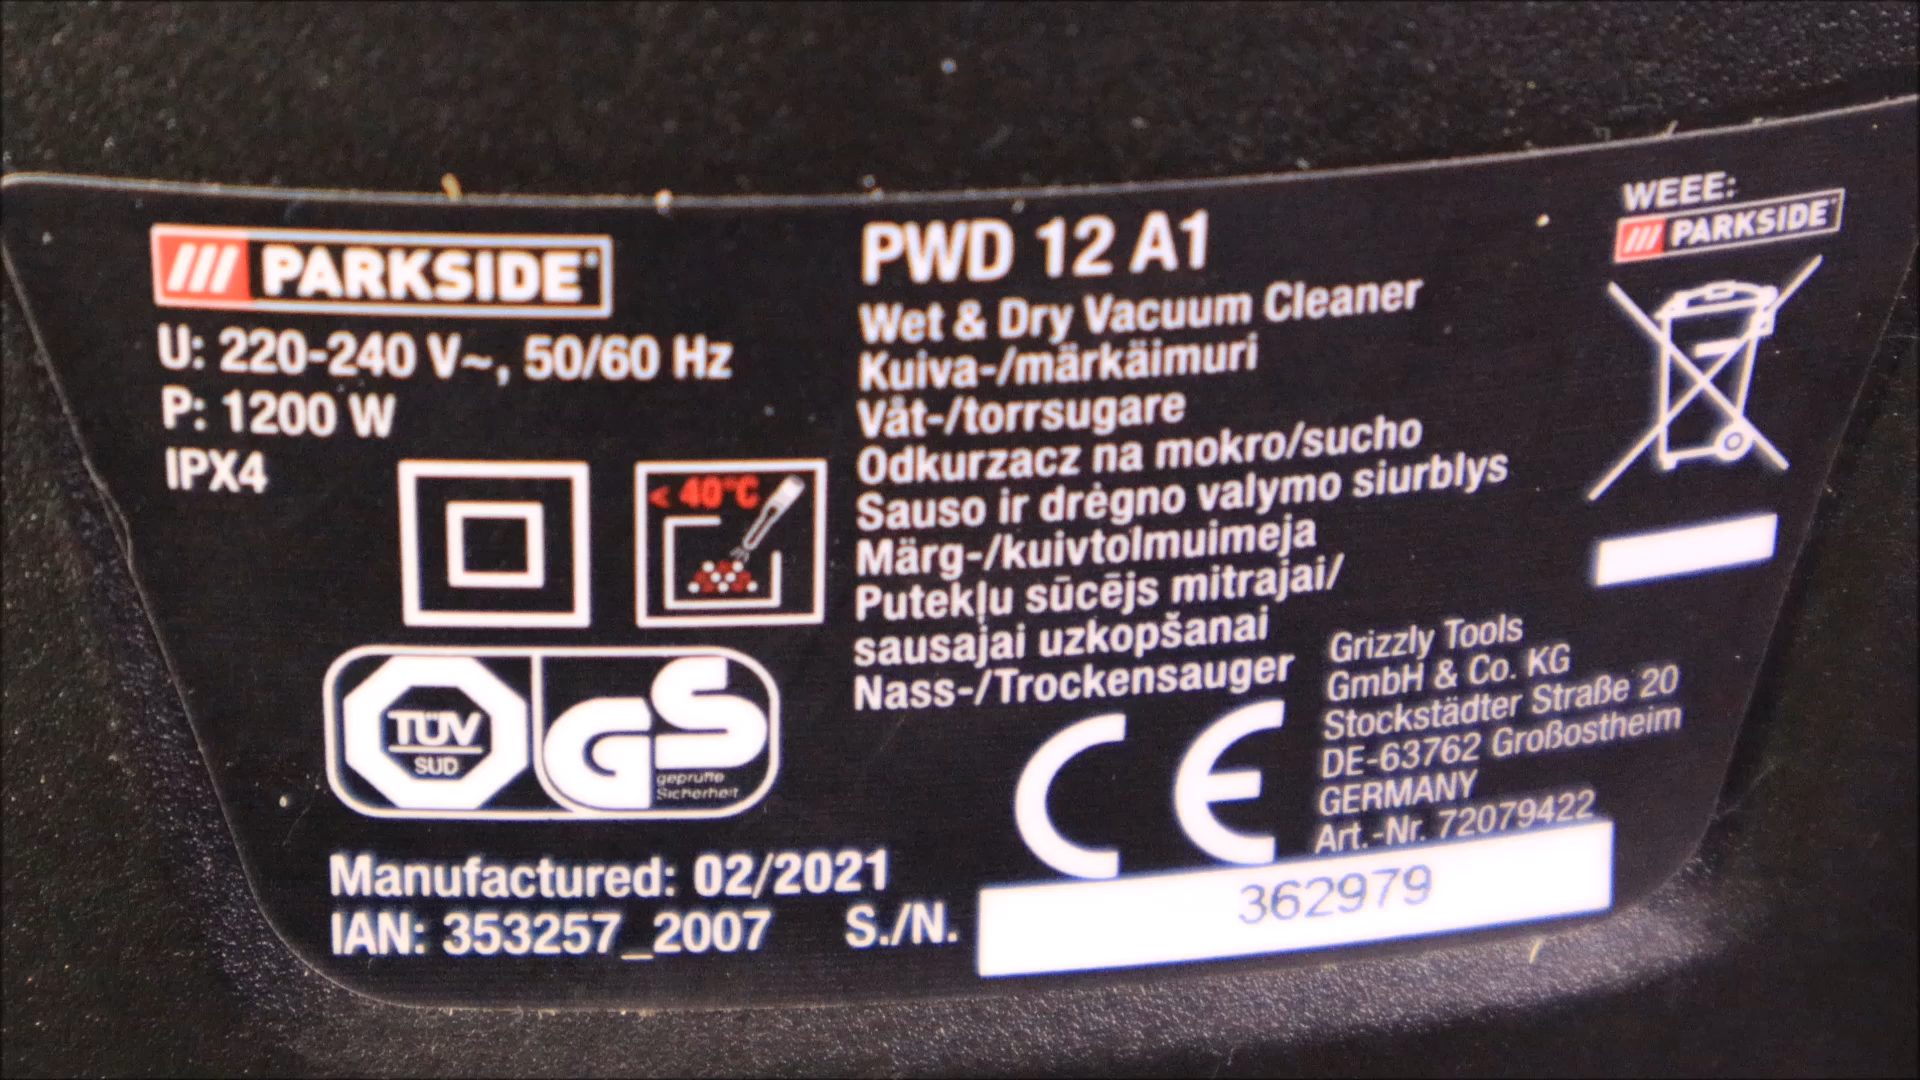 /// PARKSIDE
U: 220-240 V~, 50/60 Hz
P: 1200 W
IPX4
< 40°C
TÜV
SÜD
GS
geprüfte
Sicherheit
Manufactured: 02/2021
IAN: 353257_2007
S./N.
362979
PWD 12 A1
Wet & Dry Vacuum Cleaner
Kuiva-/märkäimuri
Våt-/torrsugare
Odkurzacz na mokro/sucho
Sauso ir drėgno valymo siurblys
Märg-/kuivtolmuimeja
Putekļu sūcējs mitrajai/
sausajai uzkopšanai
Nass-/Trockensauger
CE
Grizzly Tools
GmbH & Co. KG
Stockstädter Straße 20
DE-63762 Großostheim
GERMANY
Art.-Nr. 72079422
WEEE:
/// PARKSIDE